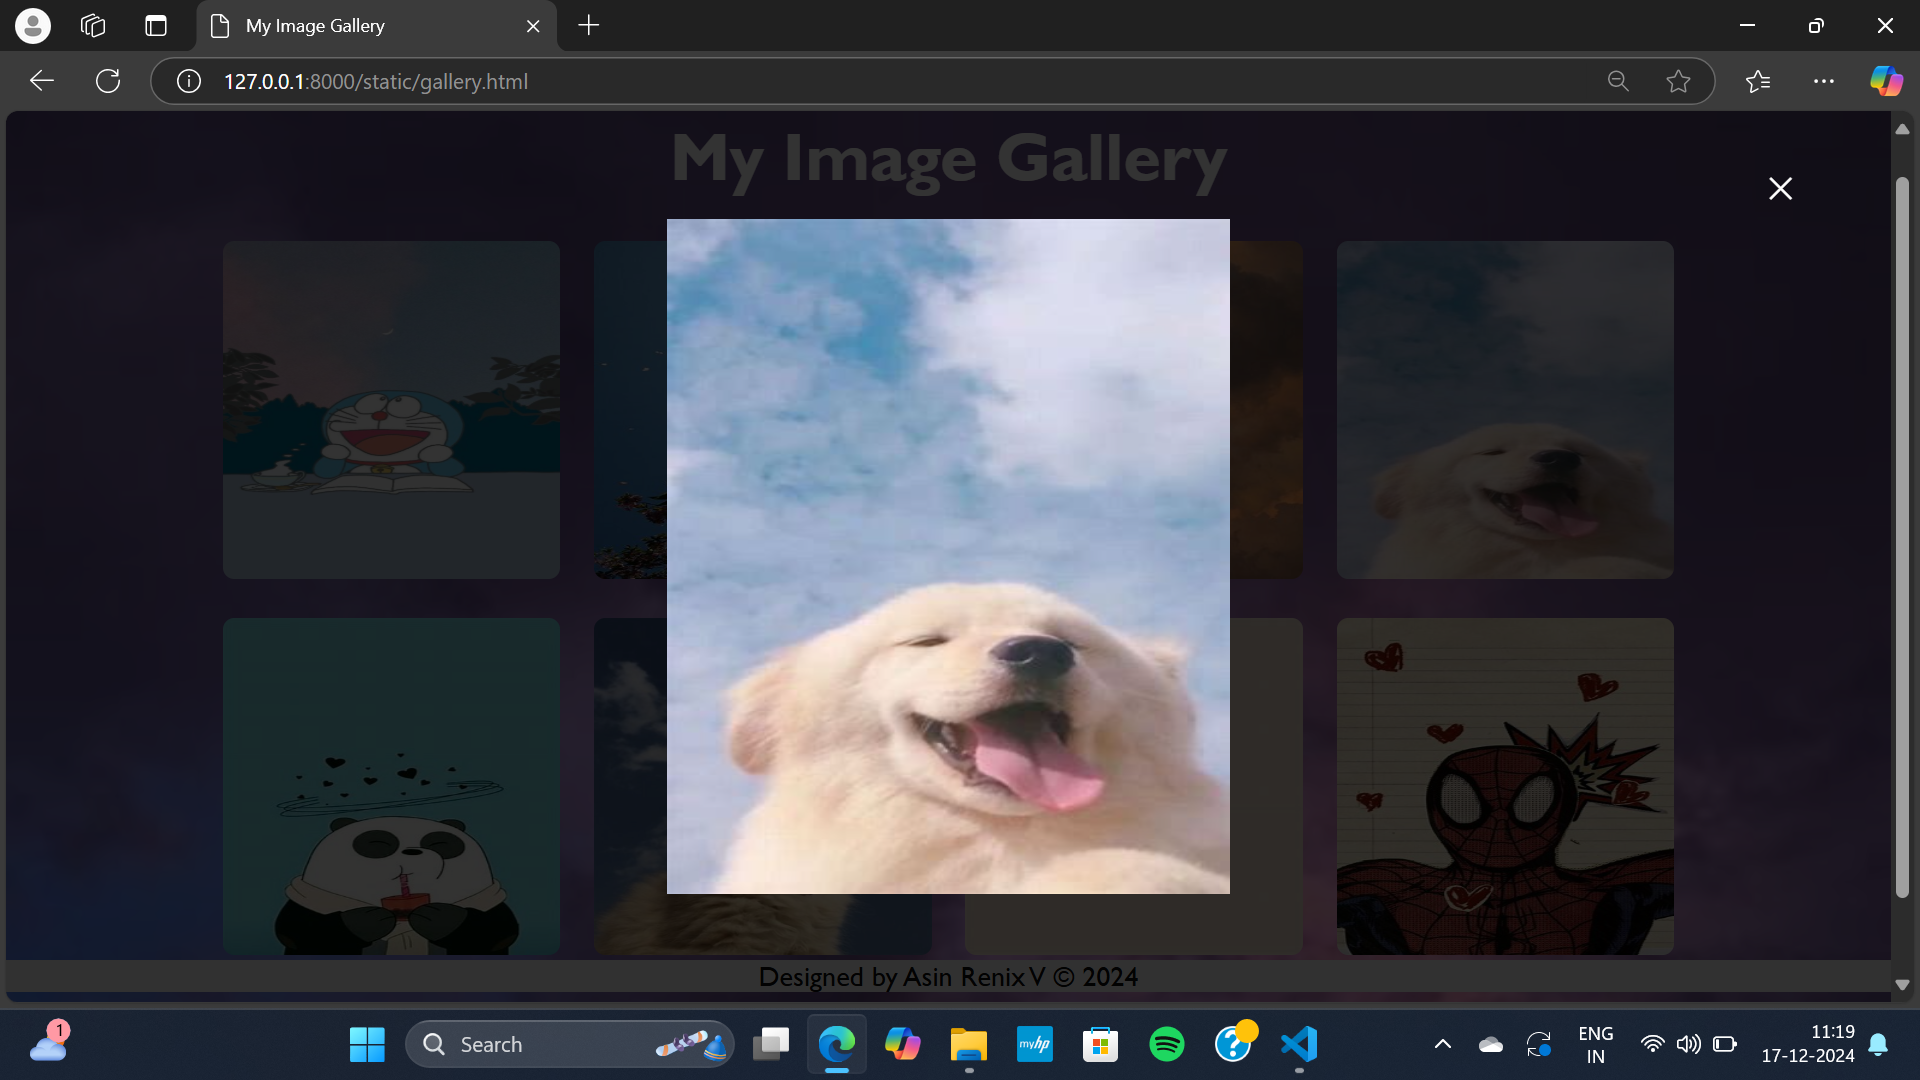 My Image Gallery
127.0.0.1:8000/static/gallery.html
My Image Gallery
Designed by Asin Renix V © 2024
1
Search
myhp
ENG
IN
11:19
17-12-2024